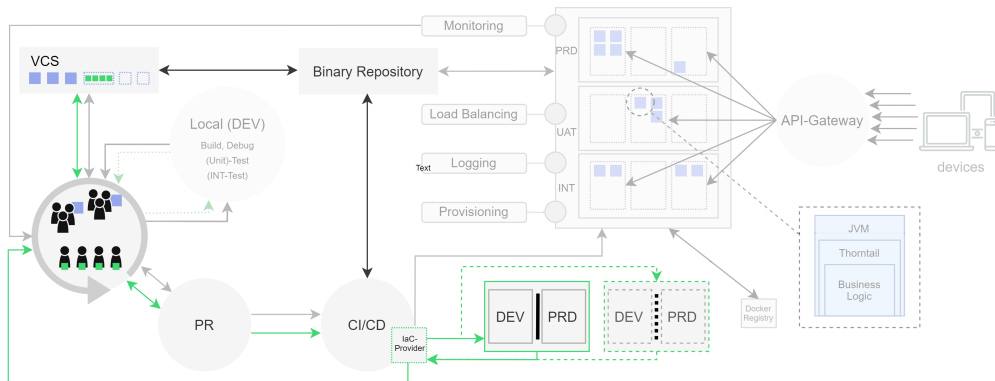 Monitoring
VCS
PRD
Binary Repository
Local (DEV)
Build, Debug
(Unit)-Test
(INT-Test)
Load Balancing
UAT
API-Gateway
Text
Logging
devices
INT
Provisioning
JVM
Thorntail
Business
Logic
Docker
Registry
PR
CI/CD
IaC-
Provider
DEV
PRD
DEV
PRD